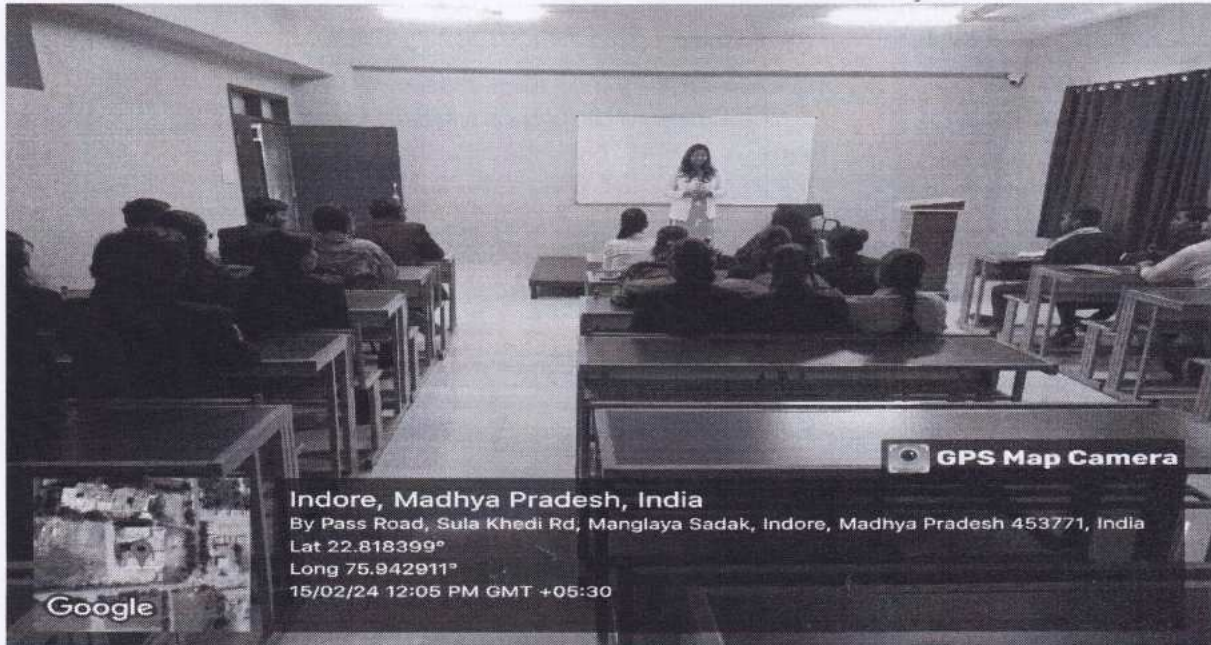 GPS Map Camera
Indore, Madhya Pradesh, India
By Pass Road, Sula Khedi Rd, Manglaya Sadak, Indore, Madhya Pradesh 453771, India
Lat 22.818399°
Long 75.942911°
15/02/24 12:05 PM GMT +05:30
Google